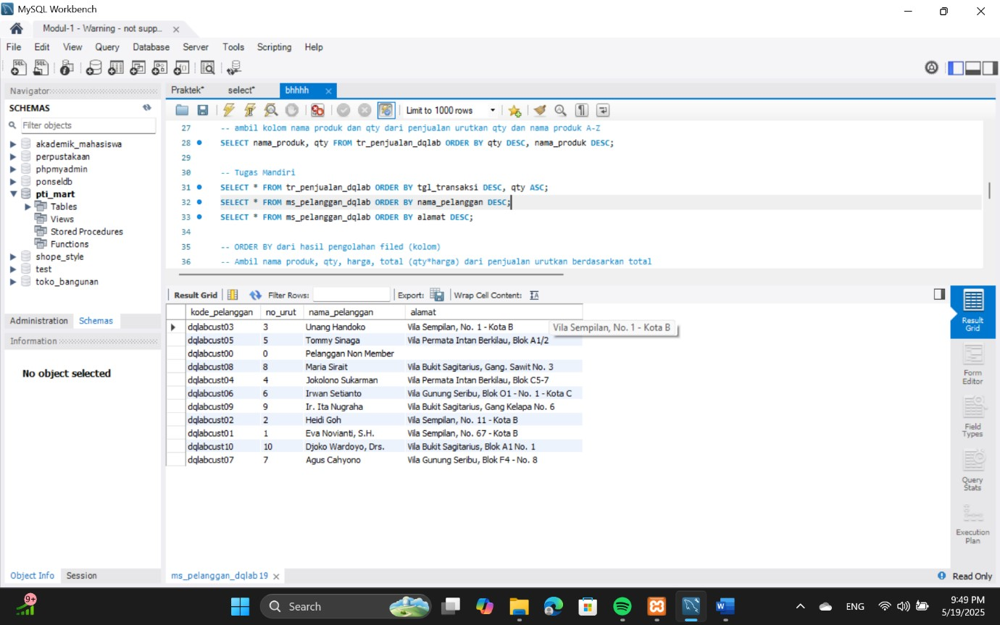 MySQL Workbench
Modul-1 - Warning - not supp...
File Edit View Query Database Server Tools Scripting Help
Navigator
SCHEMAS
Filter objects
akademik_mahasiswa
perpustakaan
phpmyadmin
ponseldb
pti_mart
Tables
Views
Stored Procedures
Functions
shope_style
test
toko_bangunan
Administration Schemas
Information
No object selected
Object Info Session
Praktek* select* bhhhh
Limit to 1000 rows
27 -- ambil kolom nama produk dan qty dari penjualan urutkan qty dan nama produk A-Z
28 SELECT nama_produk, qty FROM tr_penjualan_dqlab ORDER BY qty DESC, nama_produk DESC;
29
30 -- Tugas Mandiri
31 SELECT * FROM tr_penjualan_dqlab ORDER BY tgl_transaksi DESC, qty ASC;
32 SELECT * FROM ms_pelanggan_dqlab ORDER BY nama_pelanggan DESC;
33 SELECT * FROM ms_pelanggan_dqlab ORDER BY alamat DESC;
34
35 -- ORDER BY dari hasil pengolahan filed (kolom)
36 -- Ambil nama produk, qty, harga, total (qty*harga) dari penjualan urutkan berdasarkan total
Result Grid Filter Rows: Export: Wrap Cell Content:
kode_pelanggan no_urut nama_pelanggan alamat
dqlabcust03 3 Unang Handoko Vila Sempilan, No. 1 - Kota B
Vila Sempilan, No. 1 - Kota B
dqlabcust05 5 Tommy Sinaga Vila Permata Intan Berkilau, Blok A1/2
dqlabcust00 0 Pelanggan Non Member
dqlabcust08 8 Maria Sirait Vila Bukit Sagitarius, Gang. Sawit No. 3
dqlabcust04 4 Jokolono Sukarman Vila Permata Intan Berkilau, Blok C5-7
dqlabcust06 6 Irwan Setianto Vila Gunung Seribu, Blok O1 - No. 1 - Kota C
dqlabcust09 9 Ir. Ita Nugraha Vila Bukit Sagitarius, Gang Kelapa No. 6
dqlabcust02 2 Heidi Goh Vila Sempilan, No. 11 - Kota B
dqlabcust01 1 Eva Novianti, S.H. Vila Sempilan, No. 67 - Kota B
dqlabcust10 10 Djoko Wardoyo, Drs. Vila Bukit Sagitarius, Blok A1 No. 1
dqlabcust07 7 Agus Cahyono Vila Gunung Seribu, Blok F4 - No. 8
Result
Grid
Form
Editor
Field
Types
Query
Stats
Execution
Plan
ms_pelanggan_dqlab 19
Read Only
9+
Search
ENG
9:49 PM
5/19/2025